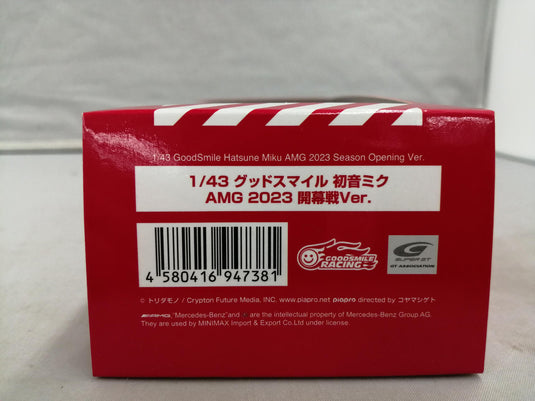 1/43 GoodSmile Hatsune Miku AMG 2023 Season Opening Ver.
1/43 グッドスマイル 初音ミク
AMG 2023 開幕戦Ver.
4 580416 947381
GOODSMILE
RACING
SUPER GT
GT ASSOCIATION
© トリダモノ / Crypton Future Media, INC. www.piapro.net piapro directed by コヤマシゲト
AMG, "Mercedes-Benz"and · are the intellectual property of Mercedes-Benz Group AG.
They are used by MINIMAX Import & Export Co.Ltd under license.